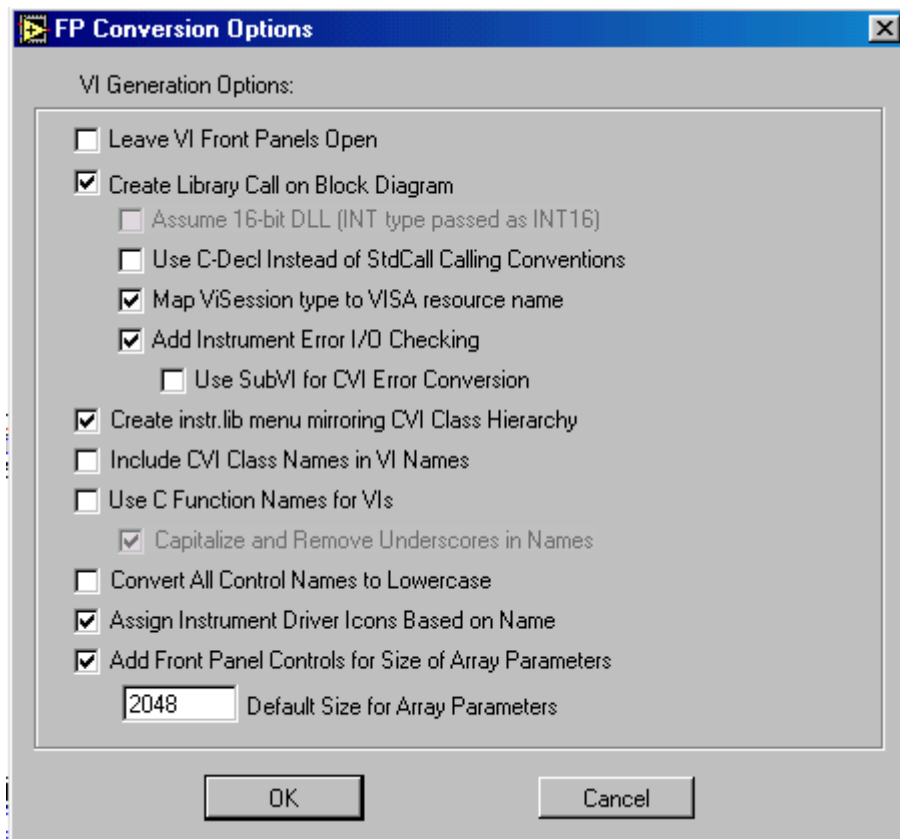 FP Conversion Options
VI Generation Options:
Leave VI Front Panels Open
Create Library Call on Block Diagram
Assume 16-bit DLL (INT type passed as INT16)
Use C-Decl Instead of StdCall Calling Conventions
Map ViSession type to VISA resource name
Add Instrument Error I/O Checking
Use SubVI for CVI Error Conversion
Create instr.lib menu mirroring CVI Class Hierarchy
Include CVI Class Names in VI Names
Use C Function Names for VIs
Capitalize and Remove Underscores in Names
Convert All Control Names to Lowercase
Assign Instrument Driver Icons Based on Name
Add Front Panel Controls for Size of Array Parameters
2048 Default Size for Array Parameters
OK Cancel